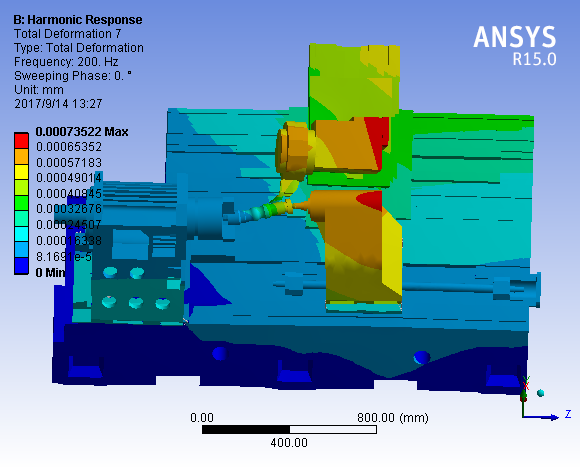 B: Harmonic Response
Total Deformation 7
Type: Total Deformation
Frequency: 200. Hz
Sweeping Phase: 0. °
Unit: mm
2017/9/14 13:27
ANSYS
R15.0
0.00073522 Max
0.00065352
0.00057183
0.00049014
0.00040845
0.00032676
0.00024507
0.00016338
8.1691e-5
0 Min
0.00
800.00 (mm)
400.00
Y
X
Z